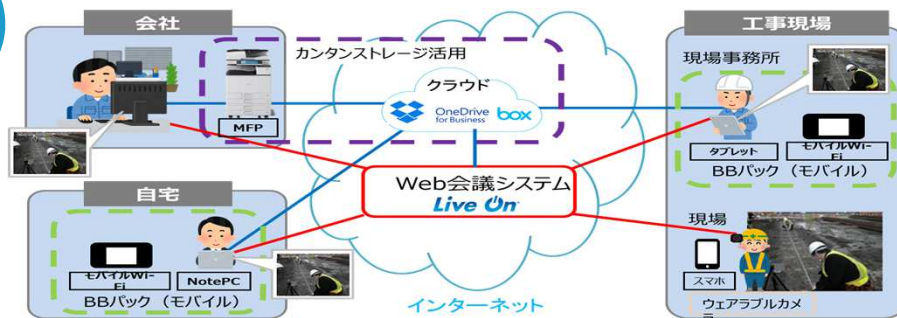 会社
カンタンストレージ活用
クラウド
OneDrive
for Business
box
MFP
Web会議システム
Live On
インターネット
自宅
モバイルWi-
Fi
NotePC
BBパック（モバイル）
工事現場
現場事務所
タブレット
モバイルWi-
Fi
BBパック（モバイル）
現場
スマホ
ウェアラブルカメ
ラ